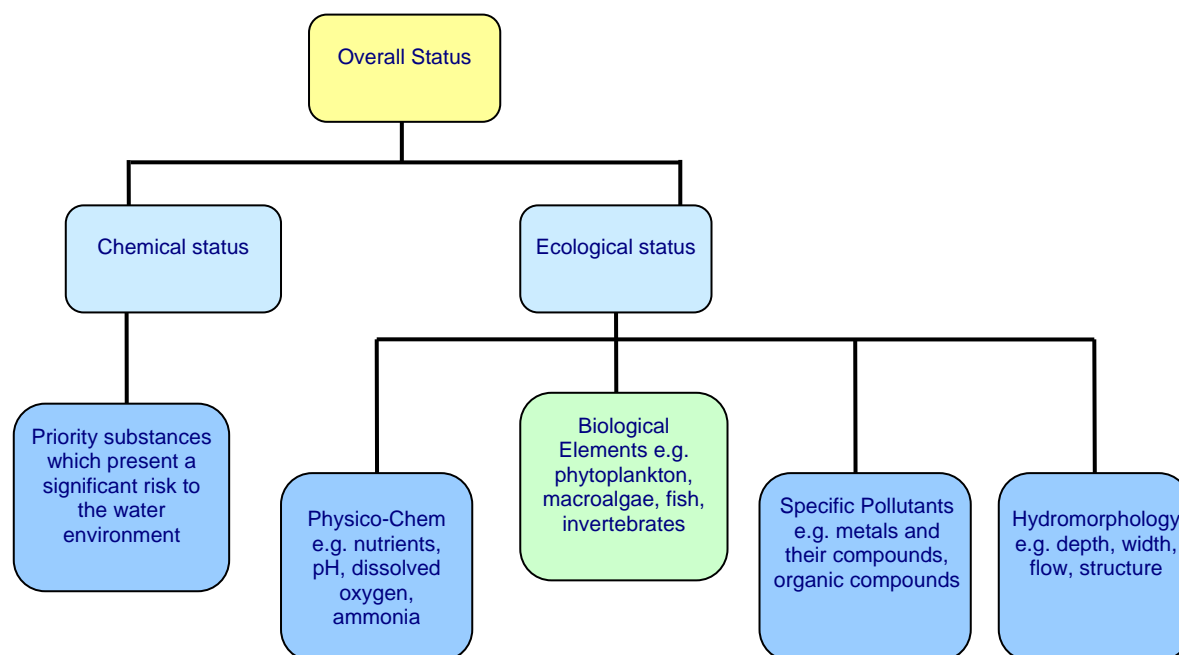 Overall Status
Chemical status
Ecological status
Priority substances
which present a
significant risk to
the water
environment
Physico-Chem
e.g. nutrients,
pH, dissolved
oxygen,
ammonia
Biological
Elements e.g.
phytoplankton,
macroalgae, fish,
invertebrates
Specific Pollutants
e.g. metals and
their compounds,
organic compounds
Hydromorphology
e.g. depth, width,
flow, structure